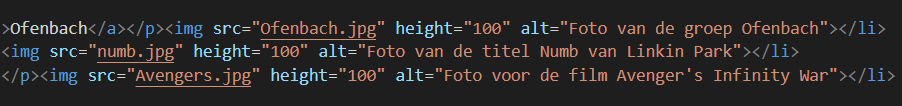 >Ofenbach</a></p><img src="Ofenbach.jpg" height="100" alt="Foto van de groep Ofenbach"></li>
<img src="numb.jpg" height="100" alt="Foto van de titel Numb van Linkin Park"></li>
</p><img src="Avengers.jpg" height="100" alt="Foto voor de film Avenger's Infinity War"></li>